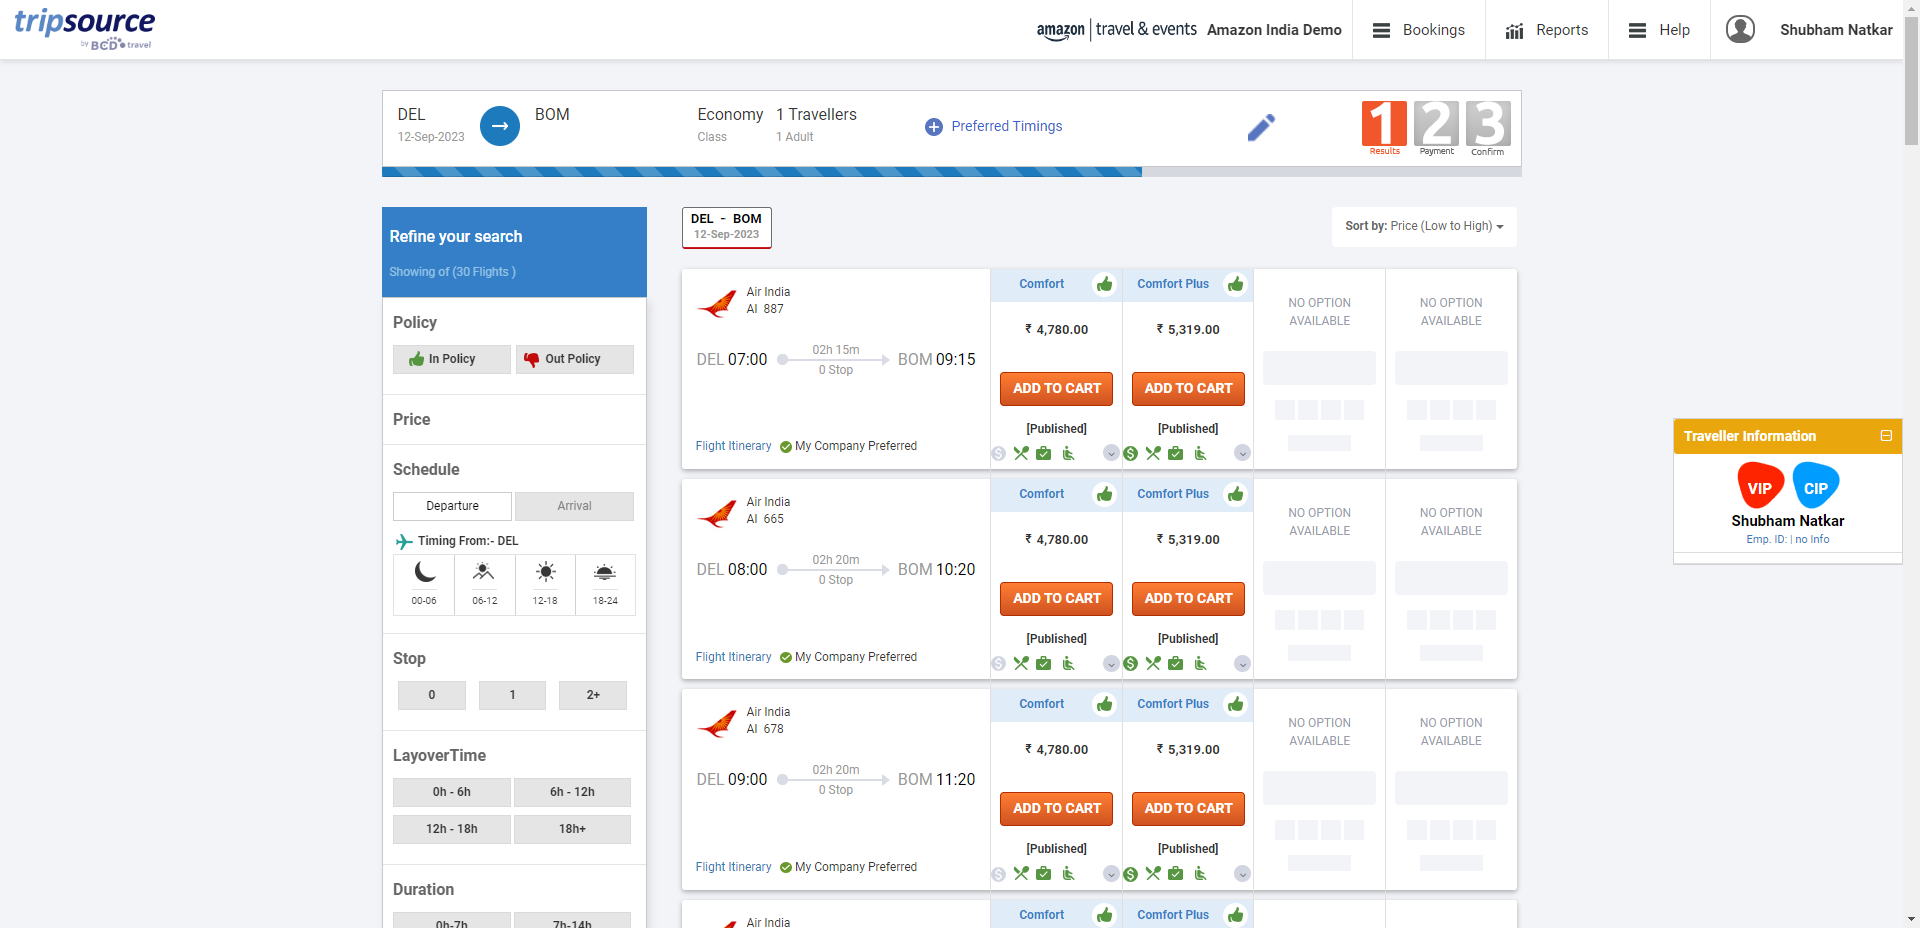 tripsource
by BCD travel
amazon travel & events
Amazon India Demo
Bookings
Reports
Help
Shubham Natkar
DEL
12-Sep-2023
BOM
Economy
Class
1 Travellers
1 Adult
Preferred Timings
1 2 3
Results Payment Confirm
Refine your search
Showing of (30 Flights )
Policy
In Policy
Out Policy
Price
Schedule
Departure
Arrival
Timing From:- DEL
00-06
06-12
12-18
18-24
Stop
0
1
2+
LayoverTime
0h - 6h
6h - 12h
12h - 18h
18h+
Duration
0h-7h
7h-14h
DEL - BOM
12-Sep-2023
Sort by: Price (Low to High)
Air India
AI 887
DEL 07:00
02h 15m
0 Stop
BOM 09:15
Flight Itinerary
My Company Preferred
Comfort
₹ 4,780.00
ADD TO CART
[Published]
Comfort Plus
₹ 5,319.00
ADD TO CART
[Published]
NO OPTION
AVAILABLE
NO OPTION
AVAILABLE
Air India
AI 665
DEL 08:00
02h 20m
0 Stop
BOM 10:20
Flight Itinerary
My Company Preferred
Comfort
₹ 4,780.00
ADD TO CART
[Published]
Comfort Plus
₹ 5,319.00
ADD TO CART
[Published]
NO OPTION
AVAILABLE
NO OPTION
AVAILABLE
Air India
AI 678
DEL 09:00
02h 20m
0 Stop
BOM 11:20
Flight Itinerary
My Company Preferred
Comfort
₹ 4,780.00
ADD TO CART
[Published]
Comfort Plus
₹ 5,319.00
ADD TO CART
[Published]
NO OPTION
AVAILABLE
NO OPTION
AVAILABLE
Air India
Comfort
Comfort Plus
Traveller Information
VIP
CIP
Shubham Natkar
Emp. ID: | no Info